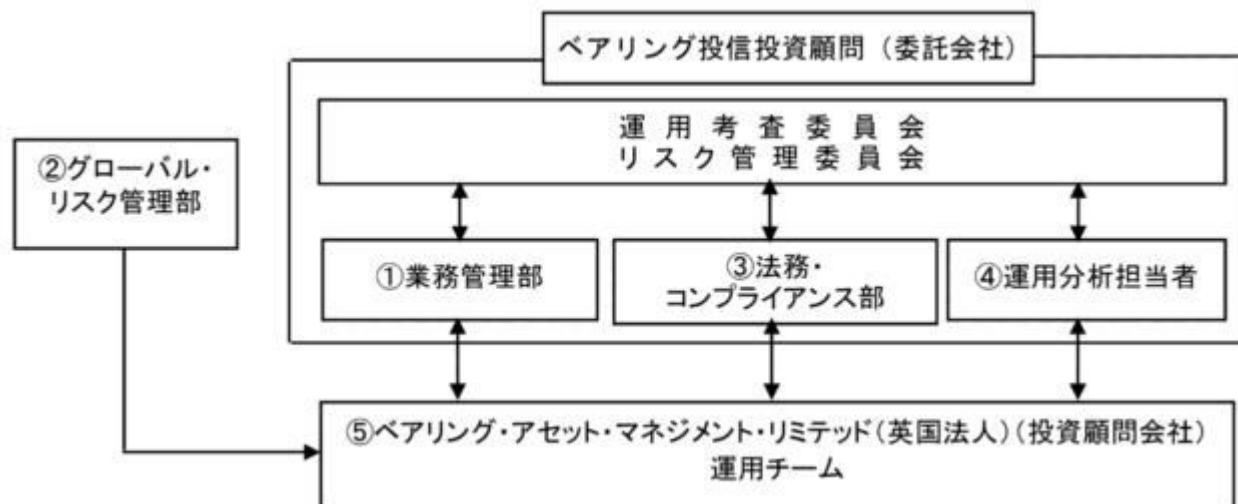 ベアリング投信投資顧問（委託会社）
運用考査委員会
リスク管理委員会
②グローバル・
リスク管理部
①業務管理部
③法務・
コンプライアンス部
④運用分析担当者
⑤ベアリング・アセット・マネジメント・リミテッド（英国法人）（投資顧問会社）
運用チーム